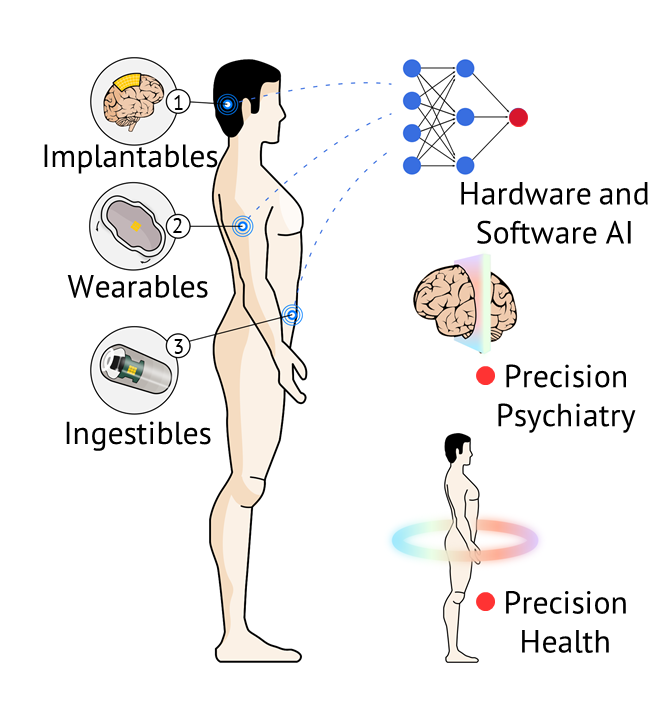 1
Implantables
2
Wearables
3
Ingestibles
Hardware and
Software AI
Precision
Psychiatry
Precision
Health